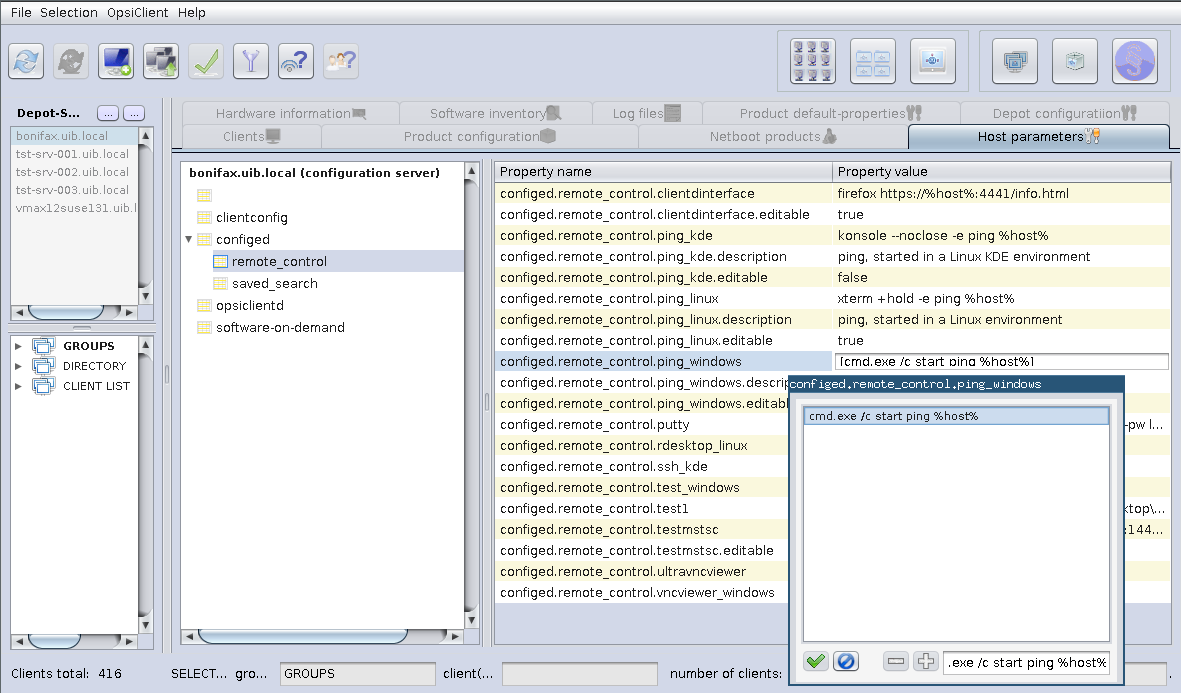 File Selection OpsiClient Help
Depot-S...
... ...
bonifax.uib.local
tst-srv-001.uib.local
tst-srv-002.uib.local
tst-srv-003.uib.local
vmax12suse131.uib.l
GROUPS
DIRECTORY
CLIENT LIST
Hardware information Software inventory Log files Product default-properties Depot configuratiion
Clients Product configuration Netboot products Host parameters
bonifax.uib.local (configuration server)
clientconfig
configed
remote_control
saved_search
opsiclientd
software-on-demand
Property name Property value
configed.remote_control.clientdinterface firefox https://%host%:4441/info.html
configed.remote_control.clientdinterface.editable true
configed.remote_control.ping_kde konsole --noclose -e ping %host%
configed.remote_control.ping_kde.description ping, started in a Linux KDE environment
configed.remote_control.ping_kde.editable false
configed.remote_control.ping_linux xterm +hold -e ping %host%
configed.remote_control.ping_linux.description ping, started in a Linux environment
configed.remote_control.ping_linux.editable true
configed.remote_control.ping_windows [cmd.exe /c start ping %host%]
configed.remote_control.ping_windows.descrip
configed.remote_control.ping_windows.editabl
configed.remote_control.putty -pw l...
configed.remote_control.rdesktop_linux
configed.remote_control.ssh_kde
configed.remote_control.test_windows
configed.remote_control.test1 ktop\...
configed.remote_control.testmstsc :144...
configed.remote_control.testmstsc.editable
configed.remote_control.ultravncviewer
configed.remote_control.vncviewer_windows
configed.remote_control.ping_windows
cmd.exe /c start ping %host%
.exe /c start ping %host%
Clients total: 416 SELECT... gro... GROUPS client(... number of clients: